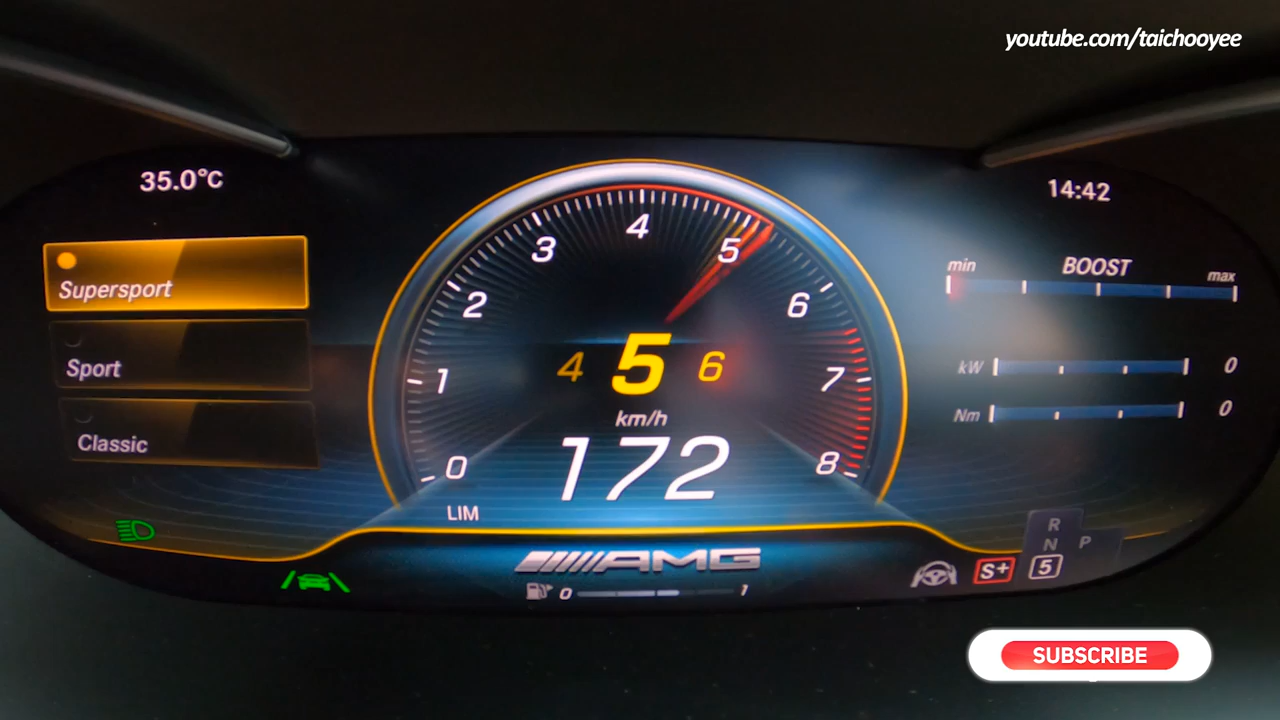 youtube.com/taichooyee
35.0°C
14:42
Supersport
Sport
Classic
0 1 2 3 4 5 6 7 8
4 5 6
km/h
172
LIM
BOOST
min
max
kW 0
Nm 0
R
N P
5
S+
AMG
0 1
SUBSCRIBE